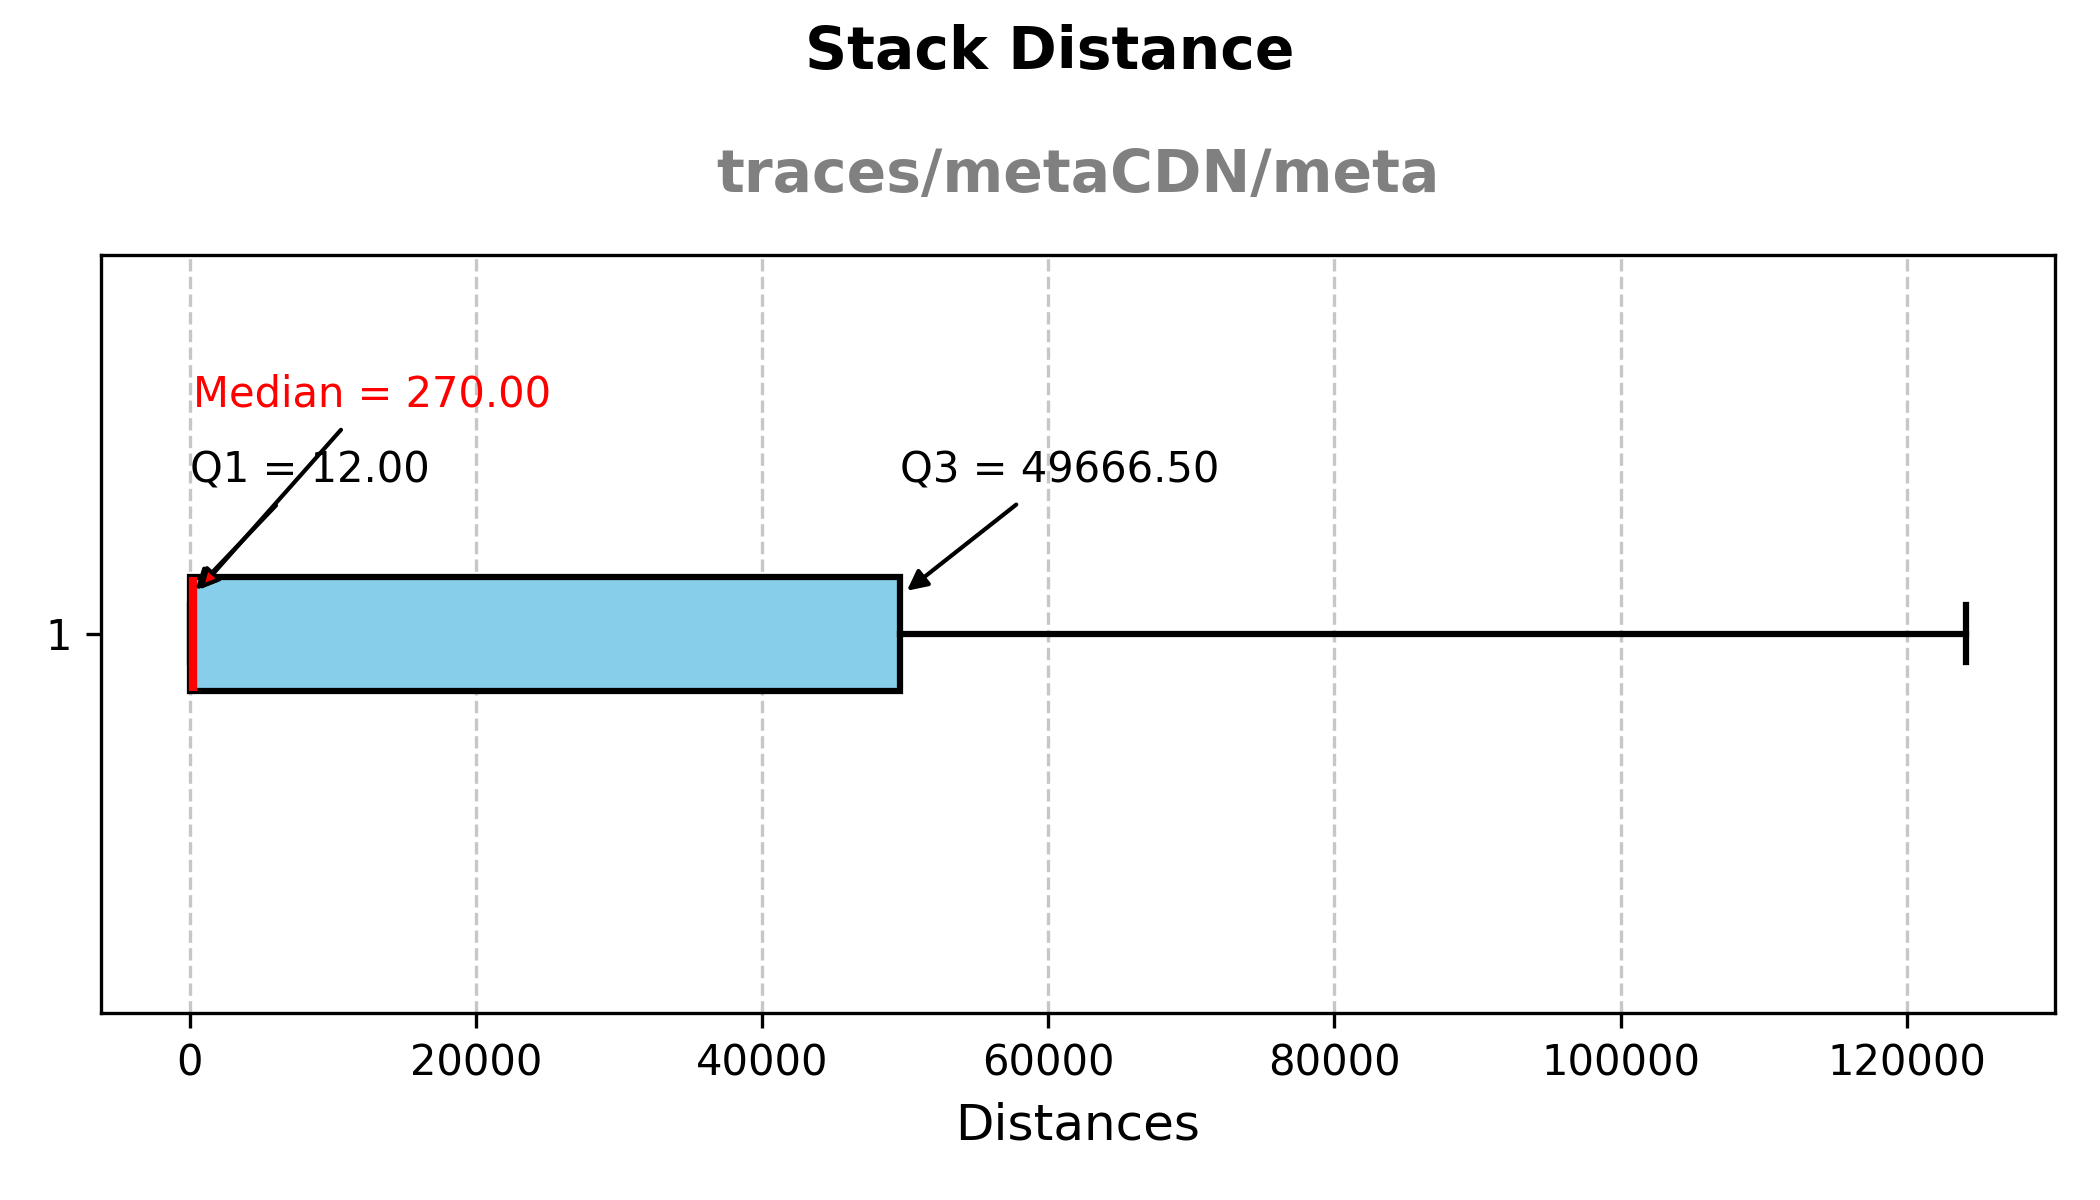 Stack Distance
traces/metaCDN/meta
Median = 270.00
Q1 = 12.00
Q3 = 49666.50
1
0 20000 40000 60000 80000 100000 120000
Distances